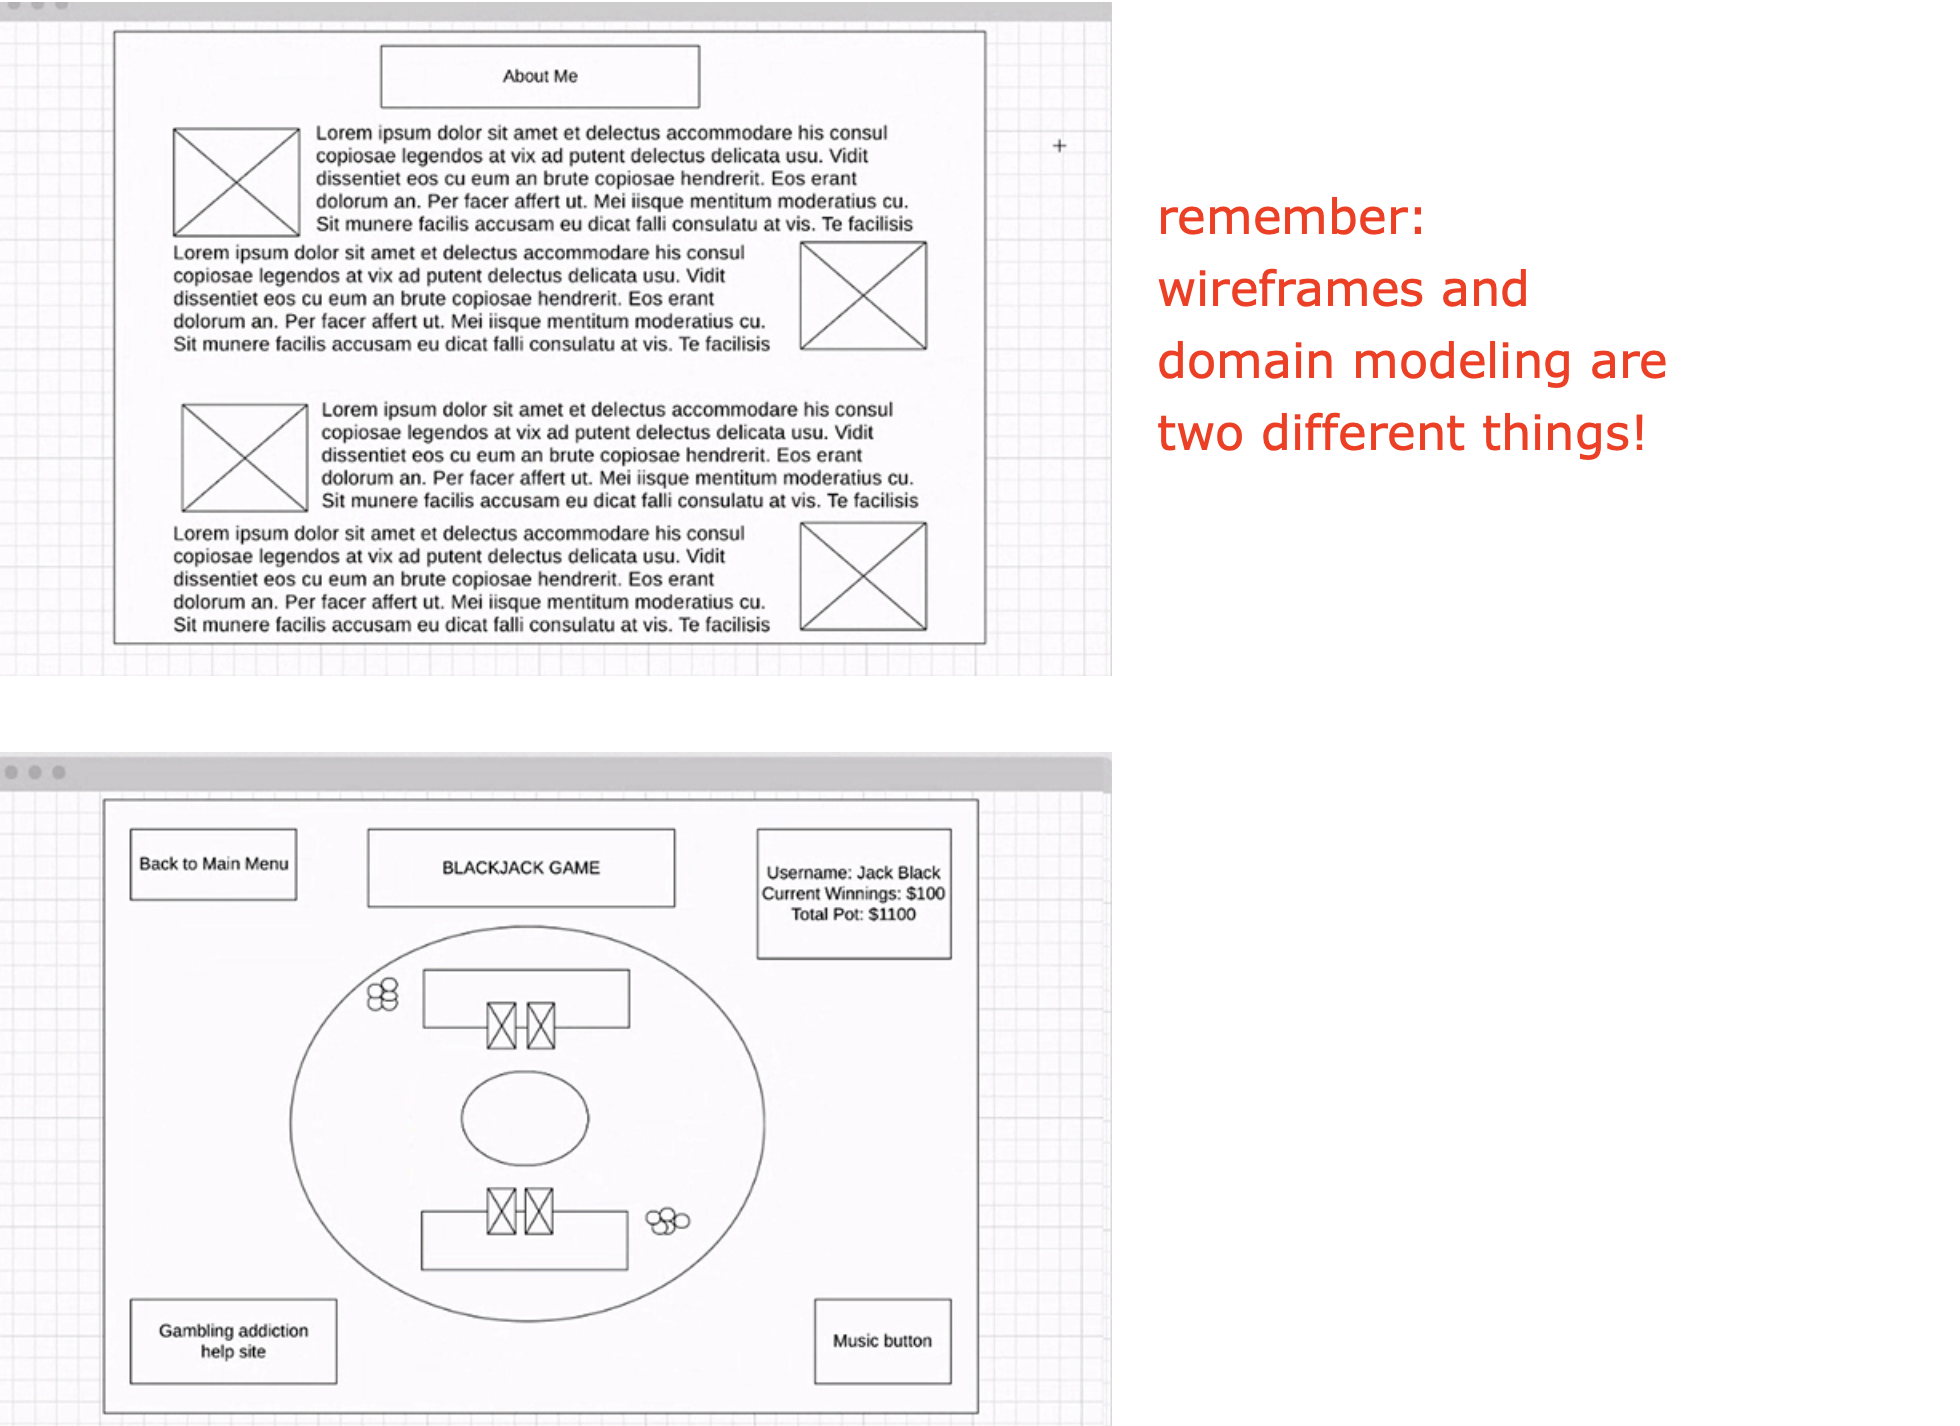 About Me
Lorem ipsum dolor sit amet et delectus accommodare his consul
copiosae legendos at vix ad putent delectus delicata usu. Vidit
dissentiet eos cu eum an brute copiosae hendrerit. Eos erant
dolorum an. Per facer affert ut. Mei iisque mentitum moderatius cu.
Sit munere facilis accusam eu dicat falli consulatu at vis. Te facilisis
Lorem ipsum dolor sit amet et delectus accommodare his consul
copiosae legendos at vix ad putent delectus delicata usu. Vidit
dissentiet eos cu eum an brute copiosae hendrerit. Eos erant
dolorum an. Per facer affert ut. Mei iisque mentitum moderatius cu.
Sit munere facilis accusam eu dicat falli consulatu at vis. Te facilisis
Lorem ipsum dolor sit amet et delectus accommodare his consul
copiosae legendos at vix ad putent delectus delicata usu. Vidit
dissentiet eos cu eum an brute copiosae hendrerit. Eos erant
dolorum an. Per facer affert ut. Mei iisque mentitum moderatius cu.
Sit munere facilis accusam eu dicat falli consulatu at vis. Te facilisis
Lorem ipsum dolor sit amet et delectus accommodare his consul
copiosae legendos at vix ad putent delectus delicata usu. Vidit
dissentiet eos cu eum an brute copiosae hendrerit. Eos erant
dolorum an. Per facer affert ut. Mei iisque mentitum moderatius cu.
Sit munere facilis accusam eu dicat falli consulatu at vis. Te facilisis
remember:
wireframes and
domain modeling are
two different things!
Back to Main Menu
BLACKJACK GAME
Username: Jack Black
Current Winnings: $100
Total Pot: $1100
Gambling addiction
help site
Music button